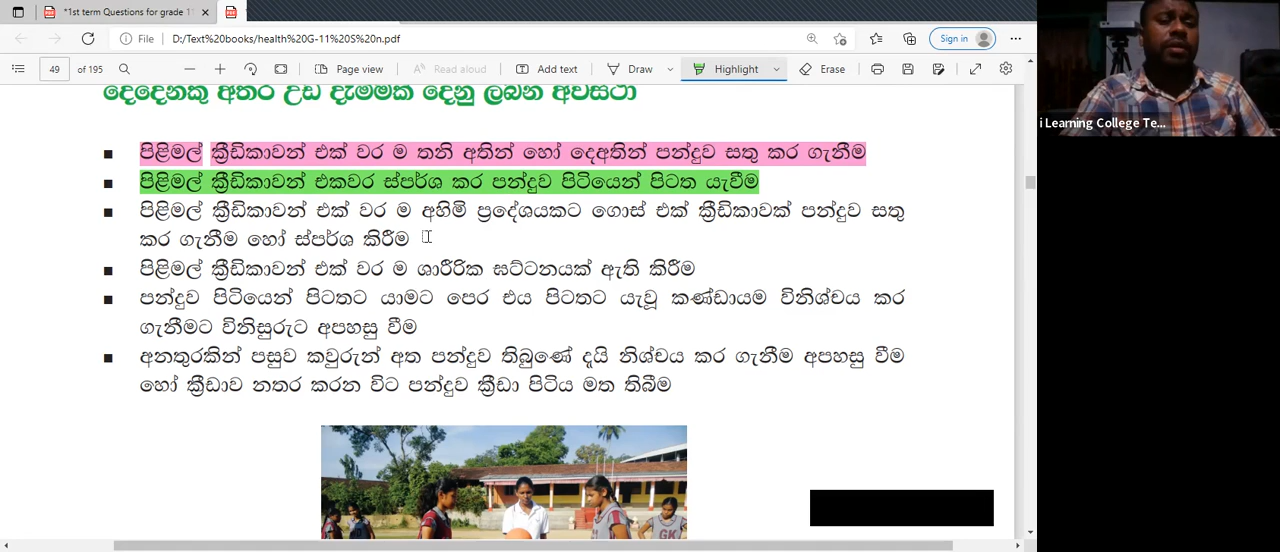 *1st term Questions for grade 1
File
D:/Text%20books/health%20G-11%20S%20n.pdf
Sign in
49 of 195
Page view
Read aloud
Add text
Draw
Highlight
Erase
i Learning College Te...
දෙදෙනකු අතර උඩ දැමීමක් දෙනු ලබන අවස්ථා
■ පිළිමල් ක්‍රීඩිකාවන් එක් වර ම තනි අතින් හෝ දෙඅතින් පන්දුව සතු කර ගැනීම
■ පිළිමල් ක්‍රීඩිකාවන් එකවර ස්පර්ශ කර පන්දුව පිටියෙන් පිටත යැවීම
■ පිළිමල් ක්‍රීඩිකාවන් එක් වර ම අහිමි ප්‍රදේශයකට ගොස් එක් ක්‍රීඩිකාවක් පන්දුව සතු
කර ගැනීම හෝ ස්පර්ශ කිරීම
■ පිළිමල් ක්‍රීඩිකාවන් එක් වර ම ශාරීරික ඝට්ටනයක් ඇති කිරීම
■ පන්දුව පිටියෙන් පිටතට යාමට පෙර එය පිටතට යැවූ කණ්ඩායම විනිශ්චය කර
ගැනීමට විනිසුරුට අපහසු වීම
■ අනතුරකින් පසුව කවුරුන් අත පන්දුව තිබුණේ දැයි නිශ්චය කර ගැනීම අපහසු වීම
හෝ ක්‍රීඩාව නතර කරන විට පන්දුව ක්‍රීඩා පිටිය මත තිබීම
GK